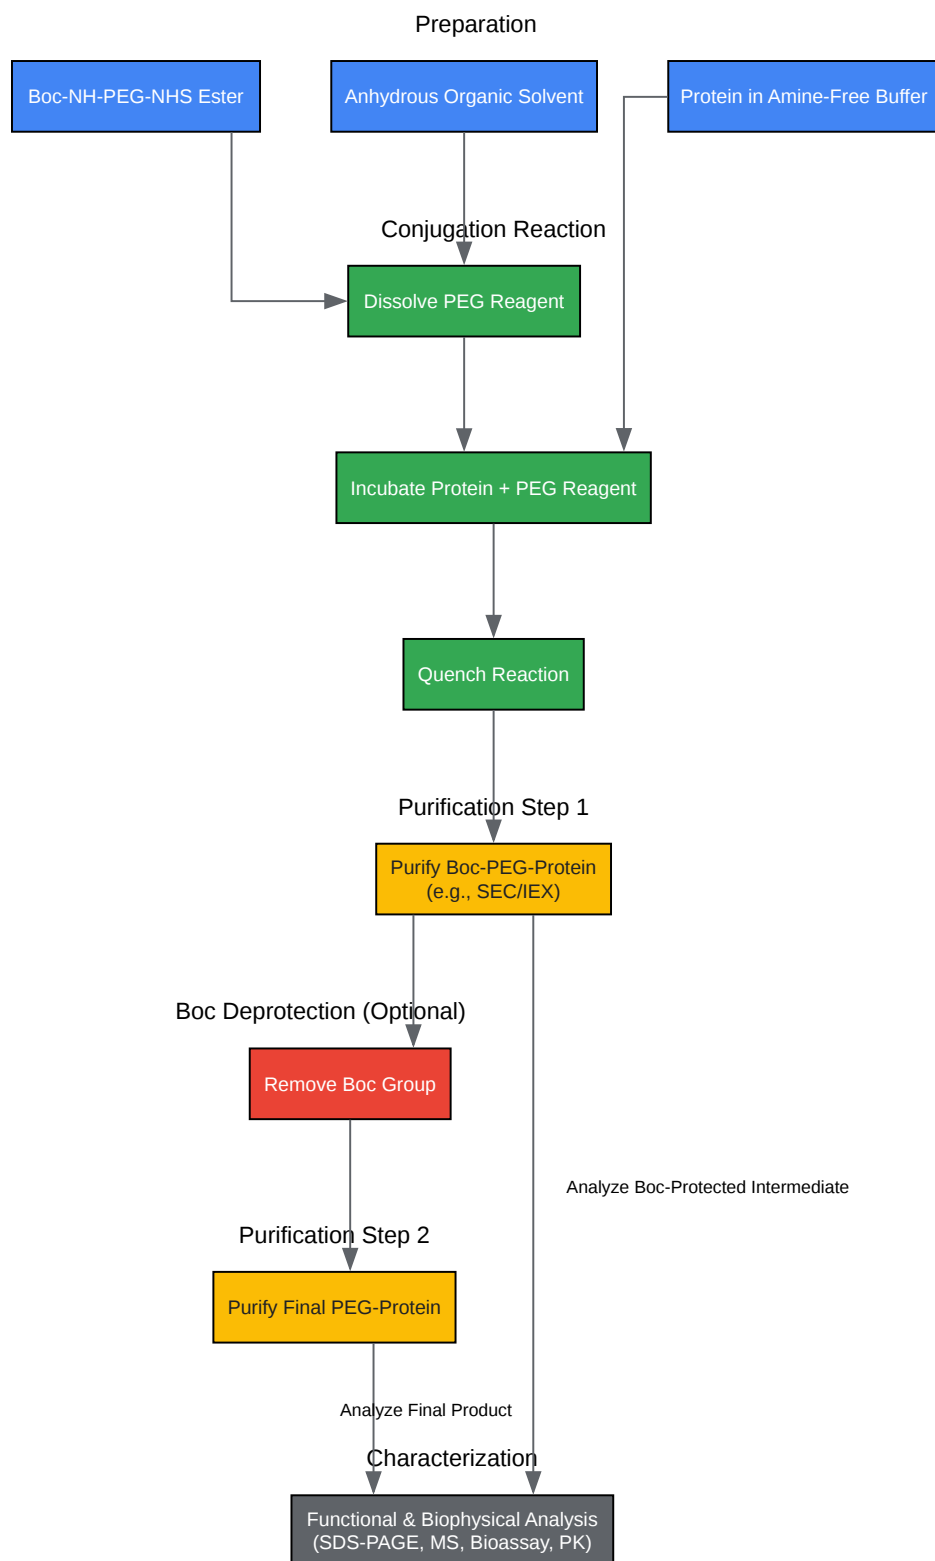 Preparation
Boc-NH-PEG-NHS Ester
Anhydrous Organic Solvent
Protein in Amine-Free Buffer
Conjugation Reaction
Dissolve PEG Reagent
Incubate Protein + PEG Reagent
Quench Reaction
Purification Step 1
Purify Boc-PEG-Protein
(e.g., SEC/IEX)
Boc Deprotection (Optional)
Remove Boc Group
Analyze Boc-Protected Intermediate
Purification Step 2
Purify Final PEG-Protein
Analyze Final Product
Characterization
Functional & Biophysical Analysis
(SDS-PAGE, MS, Bioassay, PK)